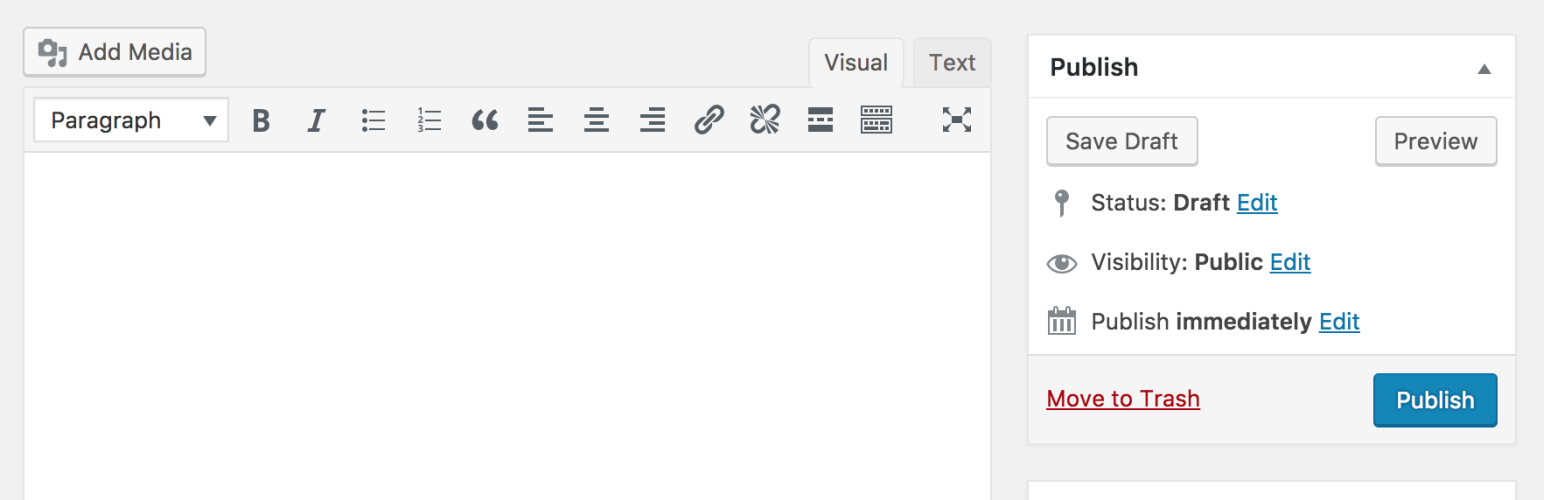 Add Media
Visual Text
Paragraph
Publish
Save Draft Preview
Status: Draft Edit
Visibility: Public Edit
Publish immediately Edit
Move to Trash Publish